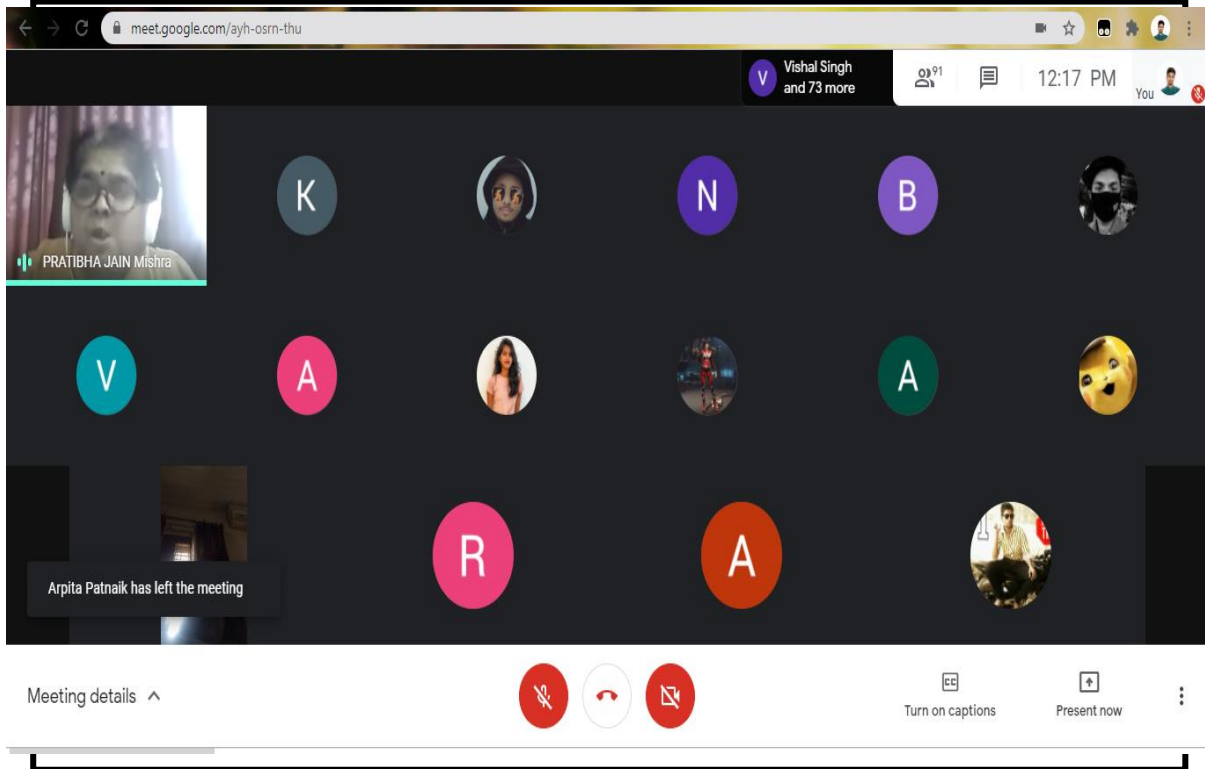 meet.google.com/ayh-osrn-thu
V
Vishal Singh
and 73 more
91
12:17 PM
You
PRATIBHA JAIN Mishra
K
N
B
V
A
A
Arpita Patnaik has left the meeting
R
A
Meeting details
CC
Turn on captions
Present now